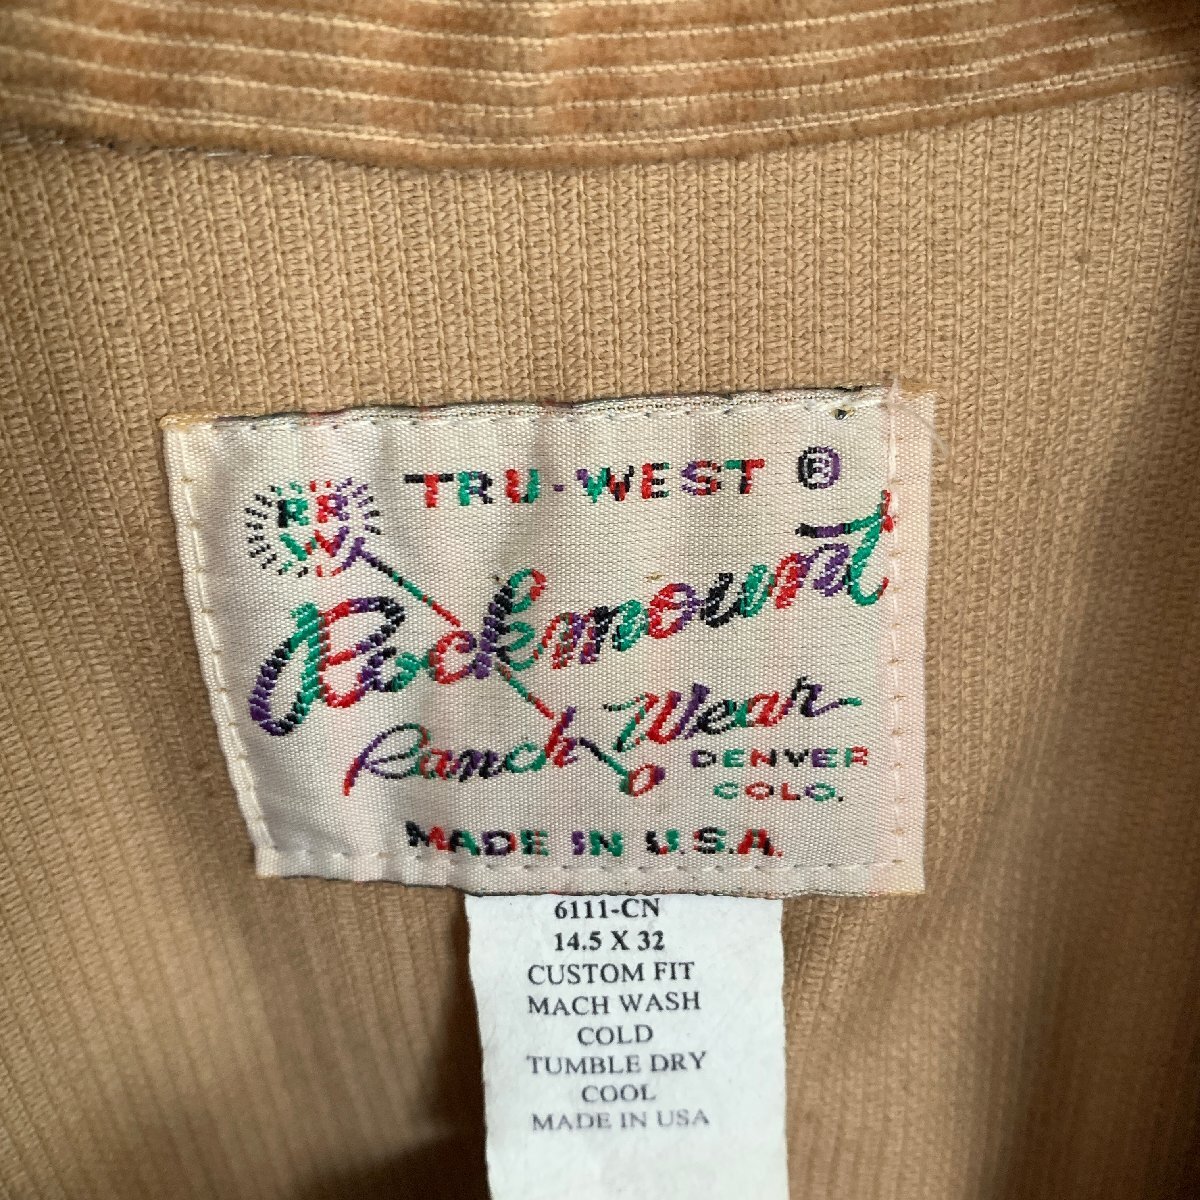 TRU-WEST ®
RR
W
Rockmount
Ranch Wear
DENVER
COLO.
MADE IN U.S.A.
6111-CN
14.5 X 32
CUSTOM FIT
MACH WASH
COLD
TUMBLE DRY
COOL
MADE IN USA